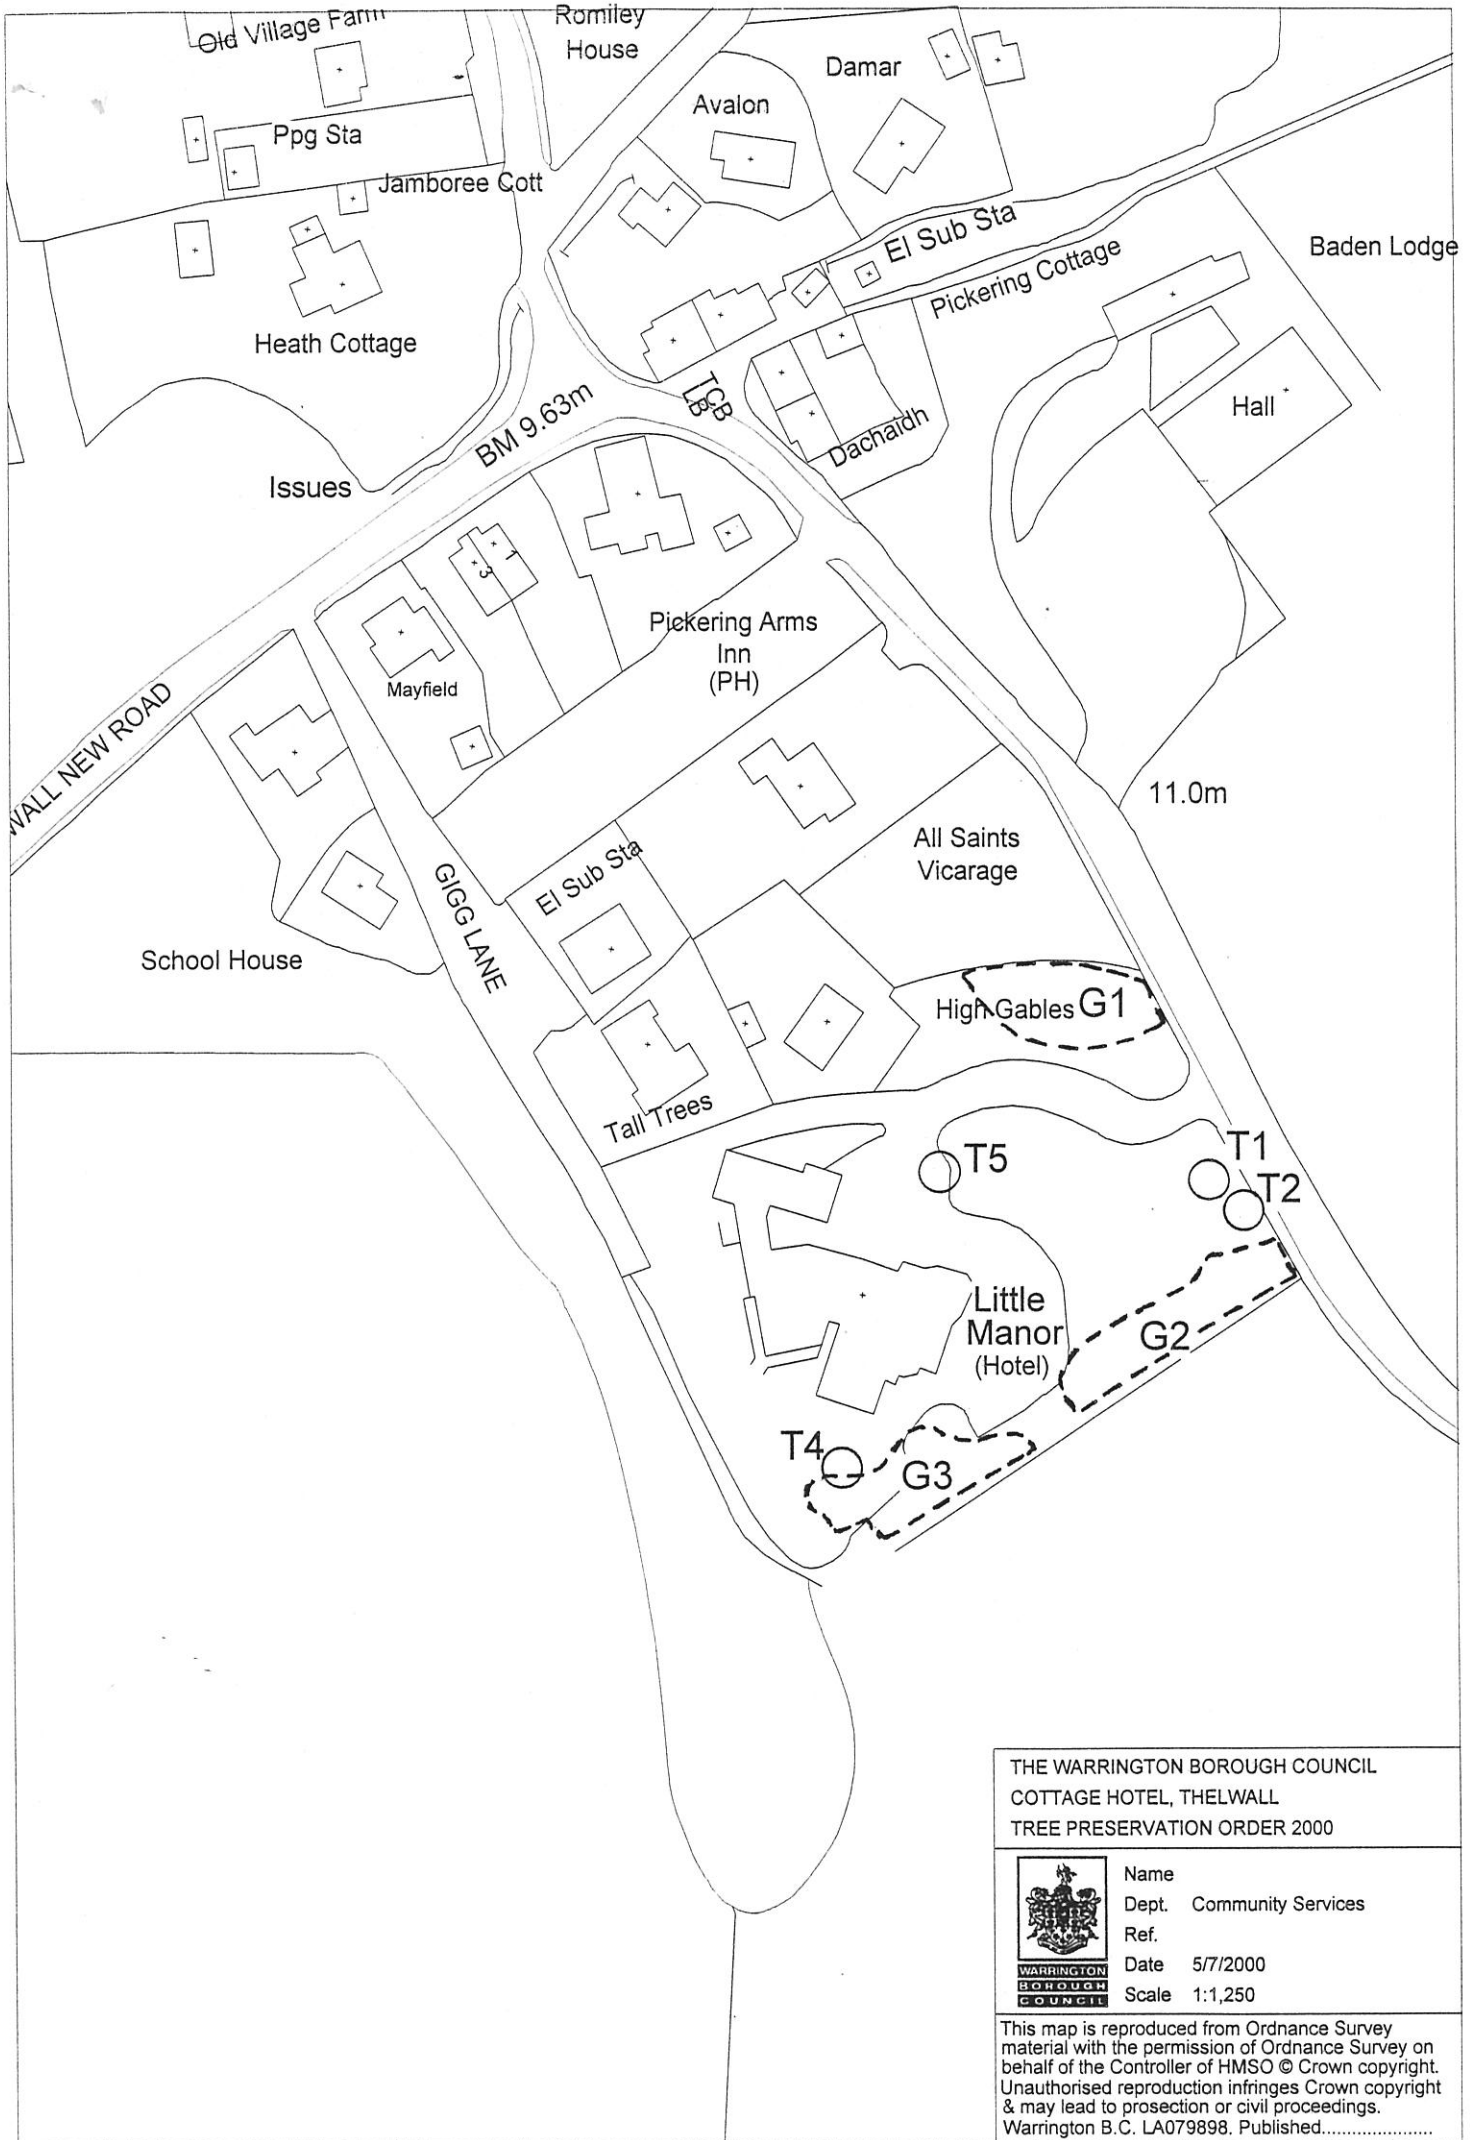 Old Village Farm
Romiley
House
Damar
Avalon
Ppg Sta
Jamboree Cott
El Sub Sta
Baden Lodge
Pickering Cottage
Heath Cottage
TCB
LB
Hall
BM 9.63m
Dachaidh
Issues
1
3
Pickering Arms
Inn
(PH)
Mayfield
WALL NEW ROAD
11.0m
All Saints
Vicarage
El Sub Sta
GIGG LANE
School House
High Gables
G1
Tall Trees
T5
T1
T2
Little
Manor
(Hotel)
G2
T4
G3
THE WARRINGTON BOROUGH COUNCIL
COTTAGE HOTEL, THELWALL
TREE PRESERVATION ORDER 2000
Name
Dept. Community Services
Ref.
Date 5/7/2000
Scale 1:1,250
WARRINGTON
BOROUGH
COUNCIL
This map is reproduced from Ordnance Survey
material with the permission of Ordnance Survey on
behalf of the Controller of HMSO © Crown copyright.
Unauthorised reproduction infringes Crown copyright
& may lead to prosection or civil proceedings.
Warrington B.C. LA079898. Published......................